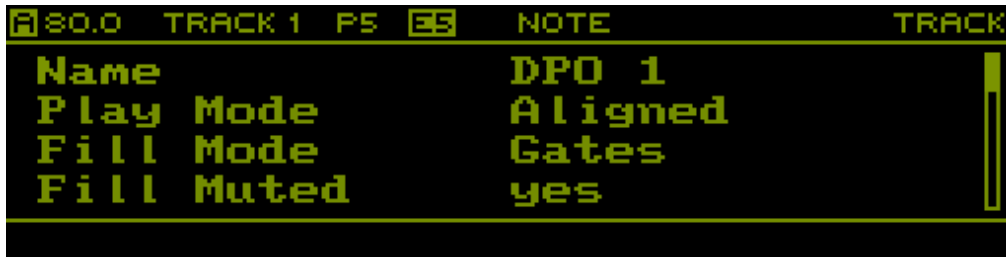 A 80.0 TRACK 1 P5 E5 NOTE TRACK
Name DPO 1
Play Mode Aligned
Fill Mode Gates
Fill Muted yes